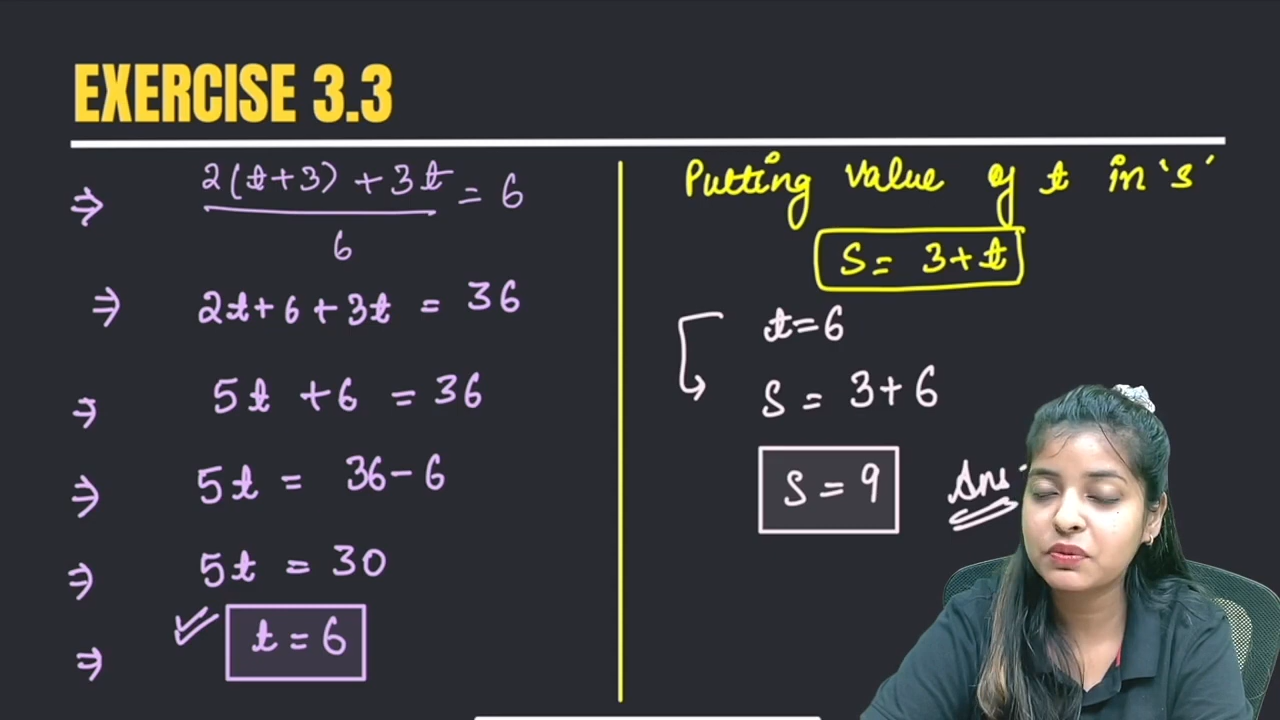 EXERCISE 3.3
⇒ 2(t+3) + 3t / 6 = 6
⇒ 2t + 6 + 3t = 36
⇒ 5t + 6 = 36
⇒ 5t = 36 - 6
⇒ 5t = 30
⇒ t = 6
Putting value of t in 's'
S = 3 + t
t = 6
S = 3 + 6
S = 9 Ans